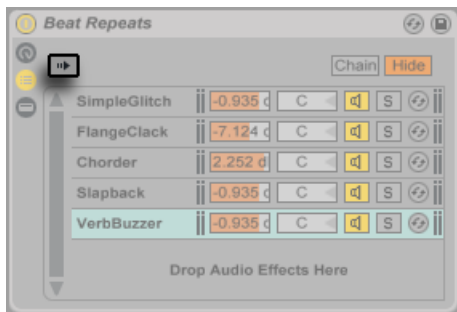 Beat Repeats
Chain Hide
SimpleGlitch -0.935 d C S
FlangeClack -7.124 d C S
Chorder 2.252 d C S
Slapback -0.935 d C S
VerbBuzzer -0.935 d C S
Drop Audio Effects Here